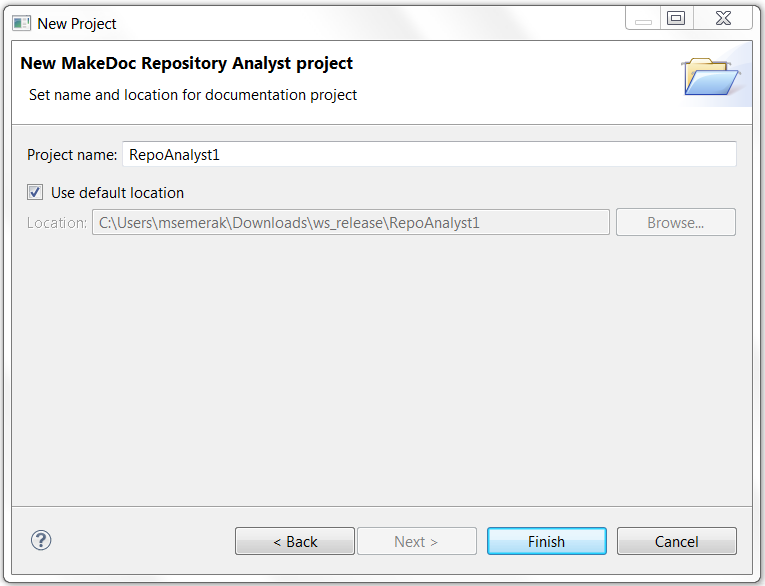 New Project
New MakeDoc Repository Analyst project
Set name and location for documentation project
Project name: RepoAnalyst1
Use default location
Location: C:\Users\msemerak\Downloads\ws_release\RepoAnalyst1 Browse...
? < Back Next > Finish Cancel